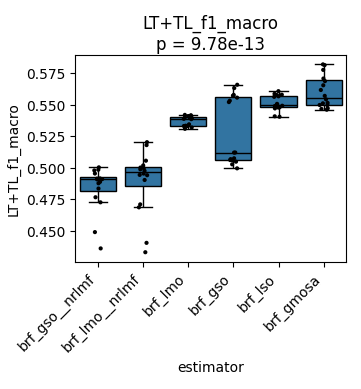 LT+TL_f1_macro
p = 9.78e-13
LT+TL_f1_macro
0.575
0.550
0.525
0.500
0.475
0.450
brf_gso__nrlmf
brf_lmo__nrlmf
brf_lmo
brf_gso
brf_lso
brf_gmosa
estimator